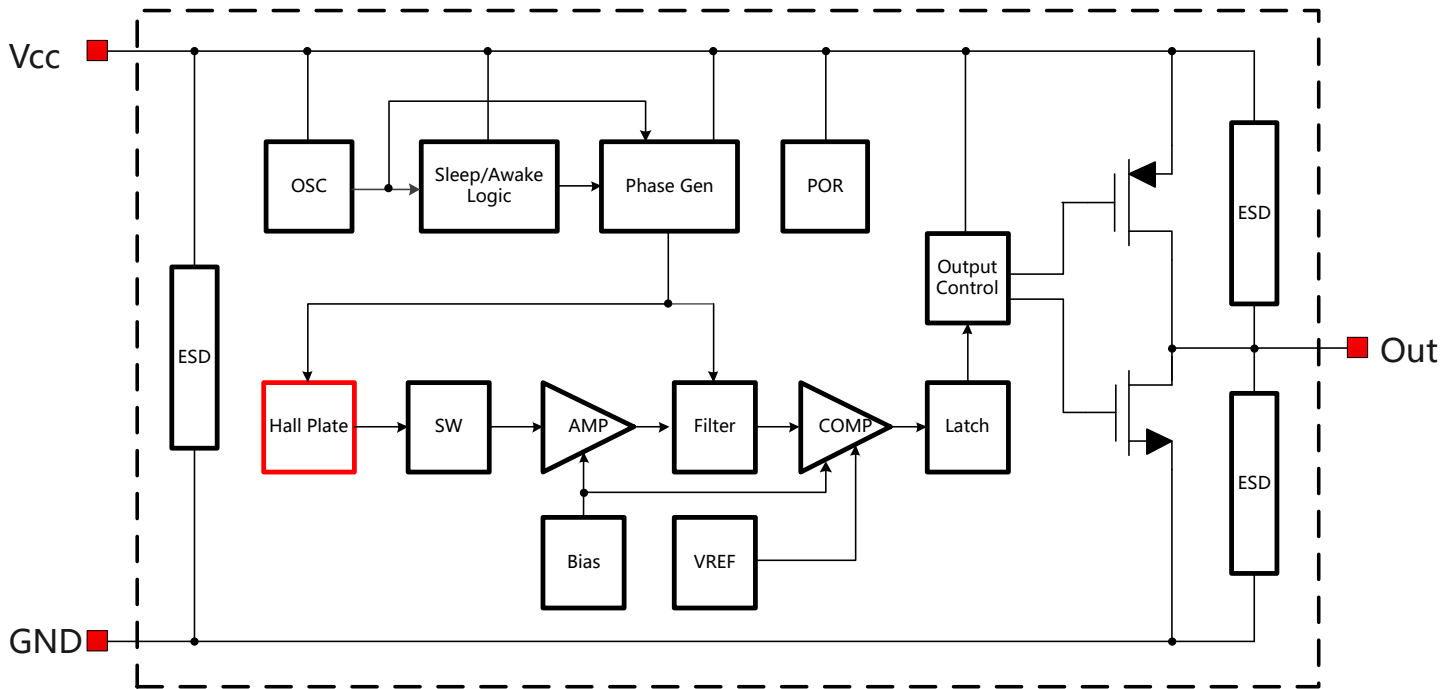 Vcc
OSC
Sleep/Awake
Logic
Phase Gen
POR
ESD
Output
Control
ESD
Out
Hall Plate
SW
AMP
Filter
COMP
Latch
ESD
Bias
VREF
GND